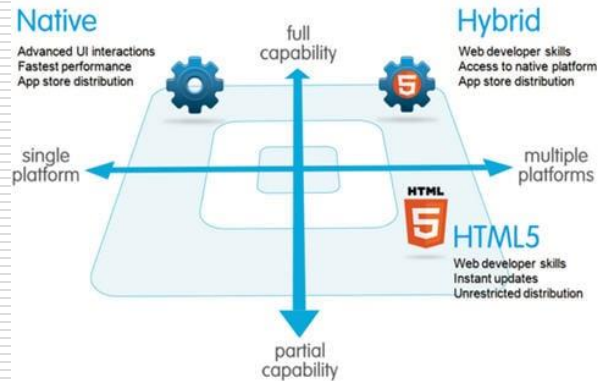 Native
Advanced UI interactions
Fastest performance
App store distribution
full
capability
Hybrid
Web developer skills
Access to native platform
App store distribution
5
single
platform
multiple
platforms
HTML
5
HTML5
Web developer skills
Instant updates
Unrestricted distribution
partial
capability